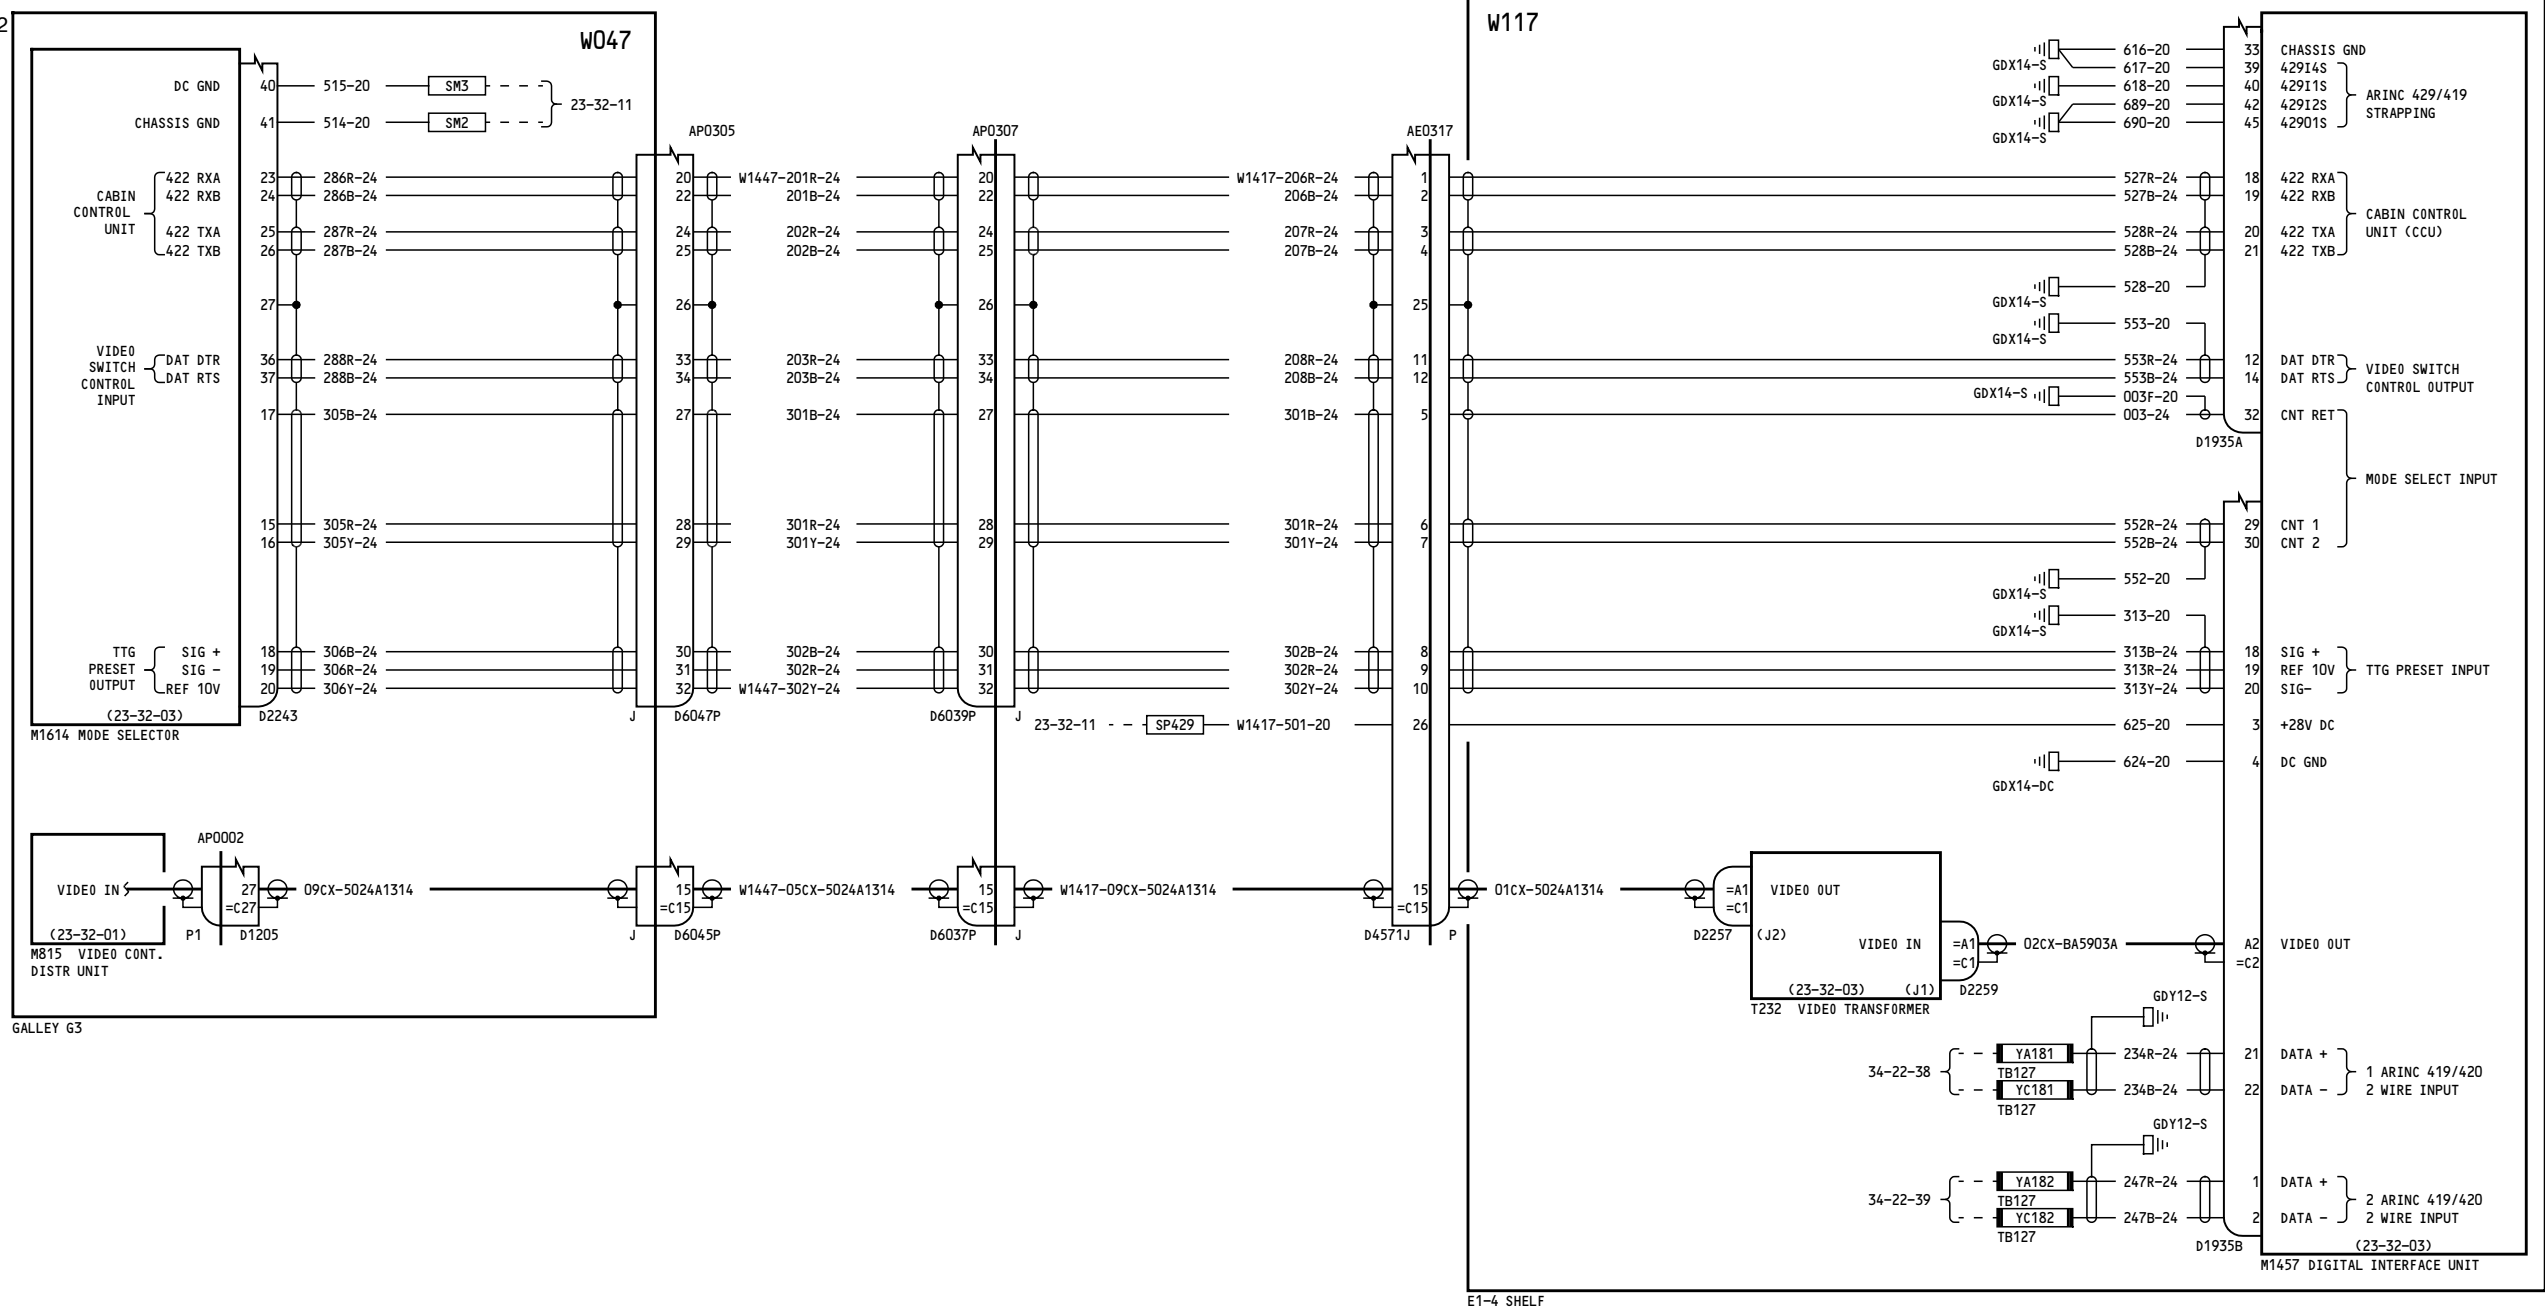 2
W047
W117
DC GND 40 515-20 SM3
23-32-11
CHASSIS GND 41 514-20 SM2
AP0305
AP0307
AE0317
616-20 33 CHASSIS GND
GDX14-S
617-20 39 429I4S
618-20 40 429I1S
GDX14-S
689-20 42 429I2S
690-20 45 42901S
GDX14-S
ARINC 429/419
STRAPPING
CABIN
CONTROL
UNIT
422 RXA 23 286R-24 20 W1447-201R-24 20 W1417-206R-24 1 527R-24 18 422 RXA
422 RXB 24 286B-24 22 201B-24 22 206B-24 2 527B-24 19 422 RXB
422 TXA 25 287R-24 24 202R-24 24 207R-24 3 528R-24 20 422 TXA
422 TXB 26 287B-24 25 202B-24 25 207B-24 4 528B-24 21 422 TXB
CABIN CONTROL
UNIT (CCU)
528-20
GDX14-S
27 26 26 25
553-20
GDX14-S
VIDEO
SWITCH
CONTROL
INPUT
DAT DTR 36 288R-24 33 203R-24 33 208R-24 11 553R-24 12 DAT DTR
DAT RTS 37 288B-24 34 203B-24 34 208B-24 12 553B-24 14 DAT RTS
VIDEO SWITCH
CONTROL OUTPUT
GDX14-S 003F-20
17 305B-24 27 301B-24 27 301B-24 5 003-24 32 CNT RET
D1935A
MODE SELECT INPUT
15 305R-24 28 301R-24 28 301R-24 6 552R-24 29 CNT 1
16 305Y-24 29 301Y-24 29 301Y-24 7 552B-24 30 CNT 2
552-20
GDX14-S
313-20
GDX14-S
TTG
PRESET
OUTPUT
SIG + 18 306B-24 30 302B-24 30 302B-24 8 313B-24 18 SIG +
SIG - 19 306R-24 31 302R-24 31 302R-24 9 313R-24 19 REF 10V
REF 10V 20 306Y-24 32 W1447-302Y-24 32 302Y-24 10 313Y-24 20 SIG-
TTG PRESET INPUT
(23-32-03) D2243 J D6047P D6039P J
M1614 MODE SELECTOR
23-32-11 SP429 W1417-501-20 26 625-20 3 +28V DC
624-20 4 DC GND
GDX14-DC
AP0002
VIDEO IN 27 09CX-5024A1314 15 W1447-05CX-5024A1314 15 W1417-09CX-5024A1314 15 01CX-5024A1314 =A1 VIDEO OUT
=C27 =C15 =C15 =C15 =C1
(23-32-01) P1 D1205 J D6045P D6037P J D4571J P D2257 (J2)
M815 VIDEO CONT.
DISTR UNIT
VIDEO IN =A1 02CX-BA5903A A2 VIDEO OUT
=C1 =C2
(23-32-03) (J1) D2259
T232 VIDEO TRANSFORMER
GALLEY G3
GDY12-S
34-22-38
YA181 234R-24 21 DATA +
TB127
YC181 234B-24 22 DATA -
TB127
1 ARINC 419/420
2 WIRE INPUT
GDY12-S
34-22-39
YA182 247R-24 1 DATA +
TB127
YC182 247B-24 2 DATA -
TB127
2 ARINC 419/420
2 WIRE INPUT
D1935B (23-32-03)
M1457 DIGITAL INTERFACE UNIT
E1-4 SHELF